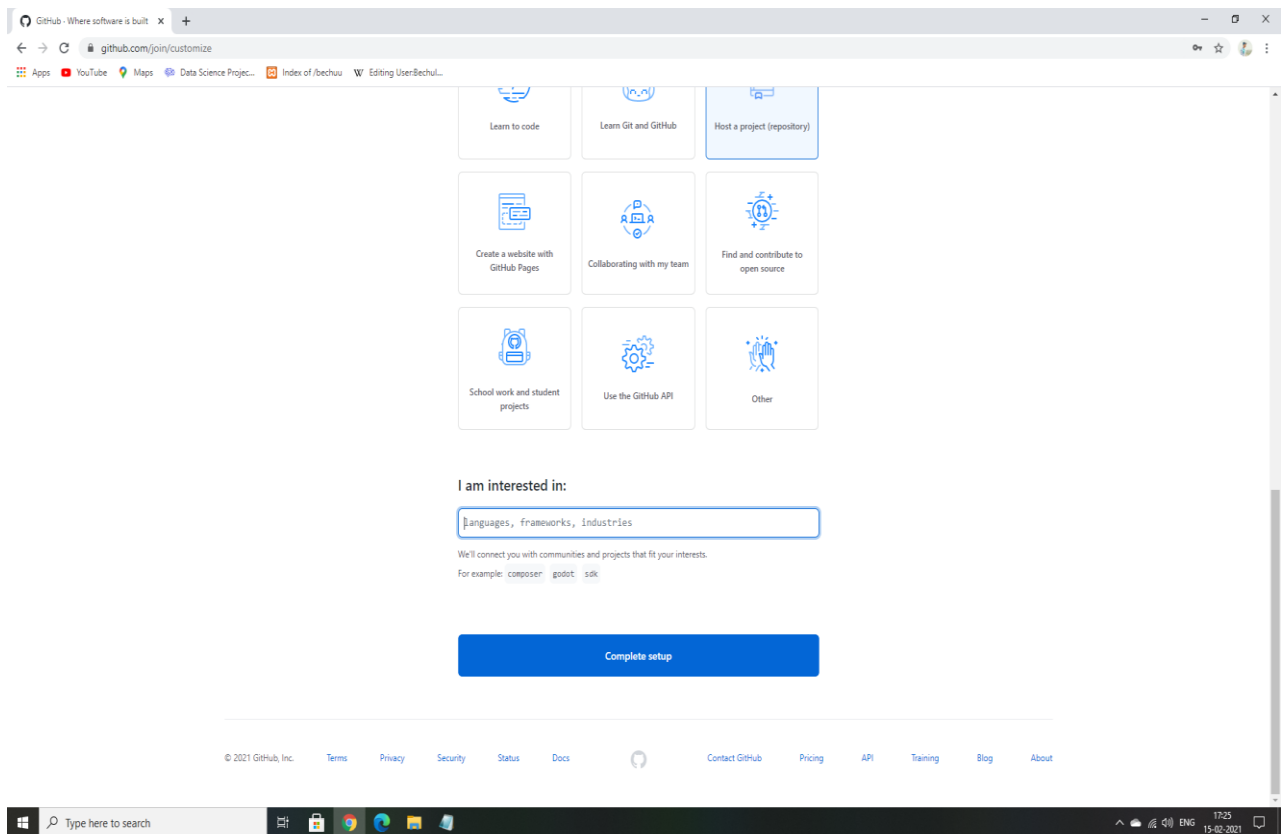 GitHub · Where software is built
github.com/join/customize
Apps YouTube Maps Data Science Projec... Index of /bechuu W Editing User:Bechul...
Learn to code Learn Git and GitHub Host a project (repository)
Create a website with
GitHub Pages
Collaborating with my team
Find and contribute to
open source
School work and student
projects
Use the GitHub API
Other
I am interested in:
languages, frameworks, industries
We'll connect you with communities and projects that fit your interests.
For example: composer godot sdk
Complete setup
© 2021 GitHub, Inc. Terms Privacy Security Status Docs Contact GitHub Pricing API Training Blog About
Type here to search
ENG
17:25
15-02-2021